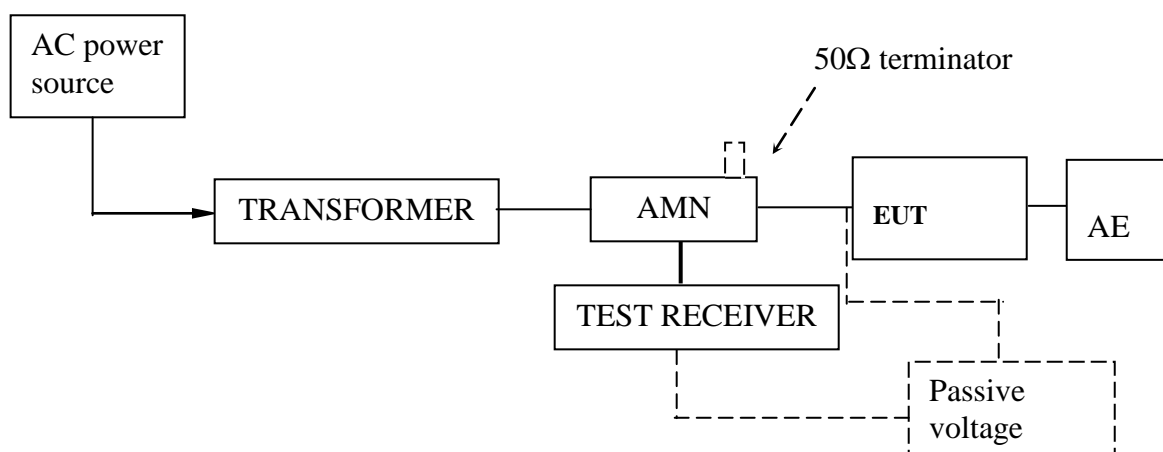 AC power
source
50Ω terminator
TRANSFORMER
AMN
EUT
AE
TEST RECEIVER
Passive
voltage